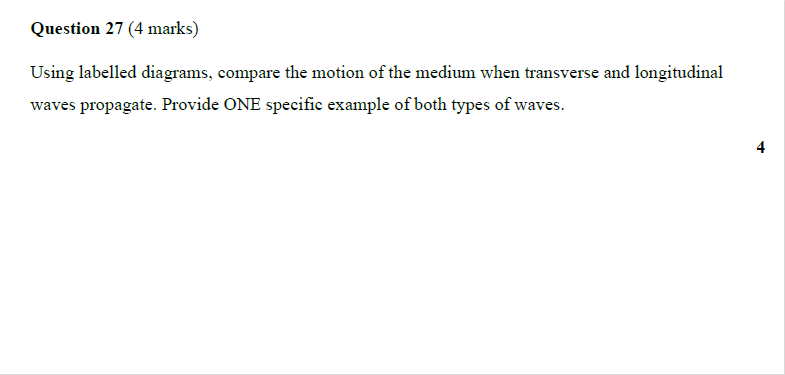 Question 27 (4 marks)
Using labelled diagrams, compare the motion of the medium when transverse and longitudinal
waves propagate. Provide ONE specific example of both types of waves.
4